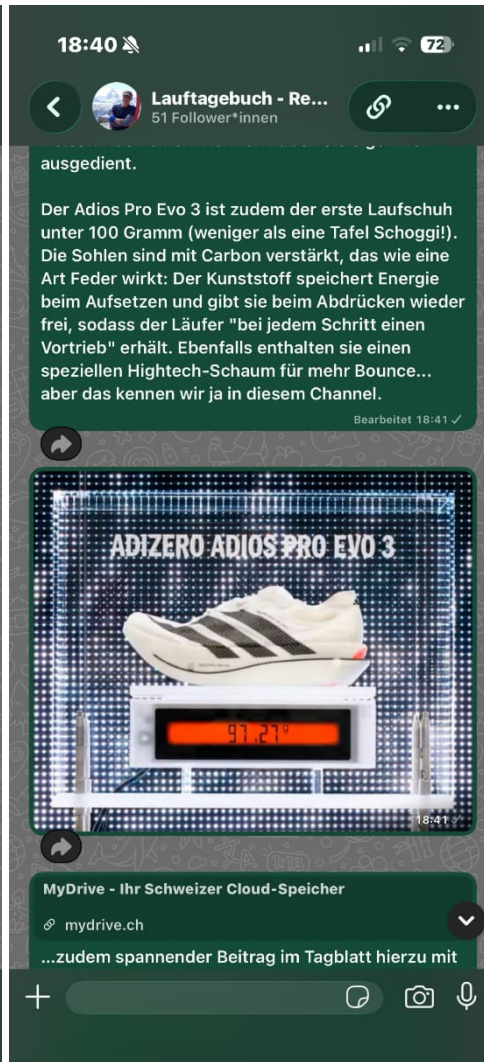 18:40
72
Lauftagebuch - Re...
51 Follower*innen
ausgedient.
Der Adios Pro Evo 3 ist zudem der erste Laufschuh
unter 100 Gramm (weniger als eine Tafel Schoggi!).
Die Sohlen sind mit Carbon verstärkt, das wie eine
Art Feder wirkt: Der Kunststoff speichert Energie
beim Aufsetzen und gibt sie beim Abdrücken wieder
frei, sodass der Läufer "bei jedem Schritt einen
Vortrieb" erhält. Ebenfalls enthalten sie einen
speziellen Hightech-Schaum für mehr Bounce...
aber das kennen wir ja in diesem Channel.
Bearbeitet 18:41
ADIZERO ADIOS PRO EVO 3
97.27g
18:41
MyDrive - Ihr Schweizer Cloud-Speicher
mydrive.ch
...zudem spannender Beitrag im Tagblatt hierzu mit